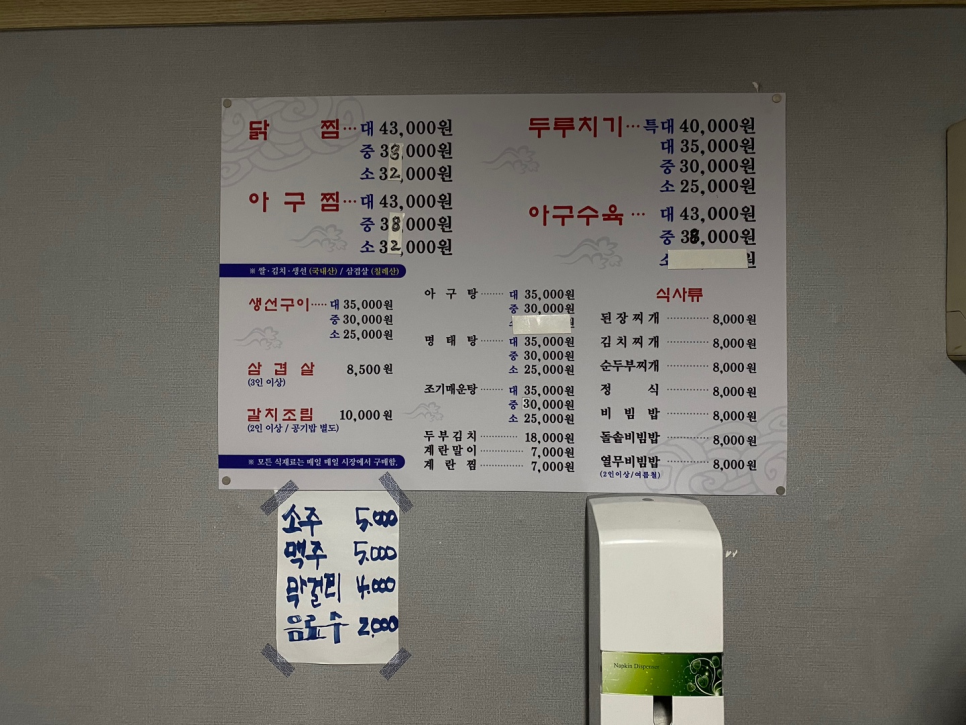 닭 찜 ··· 대 43,000원
중 38,000원
소 32,000원
아 구 찜 ··· 대 43,000원
중 38,000원
소 32,000원
※ 쌀·김치·생선 (국내산) / 삼겹살 (칠레산)
두루치기 ··· 특대 40,000원
대 35,000원
중 30,000원
소 25,000원
아구수육 ··· 대 43,000원
중 38,000원
원
생선구이 ····· 대 35,000원
중 30,000원
소 25,000원
삼 겹 살 8,500원
(3인 이상)
갈치조림 10,000원
(2인 이상 / 공기밥 별도)
※ 모든 식재료는 매일 매일 시장에서 구매함.
아 구 탕 ········ 대 35,000원
중 30,000원
명 태 탕 ········ 대 35,000원
중 30,000원
소 25,000원
조기매운탕 ········ 대 35,000원
중 30,000원
소 25,000원
두부김치 ············· 18,000원
계란말이 ············· 7,000원
계 란 찜 ············· 7,000원
식사류
된장찌개 ············ 8,000원
김치찌개 ············ 8,000원
순두부찌개 ············ 8,000원
정 식 ············ 8,000원
비 빔 밥 ············ 8,000원
돌솥비빔밥 ············ 8,000원
열무비빔밥 ············ 8,000원
(2인이상/여름철)
소주 5,000
맥주 5,000
막걸리 4,000
음료수 2,000
Napkin Dispenser